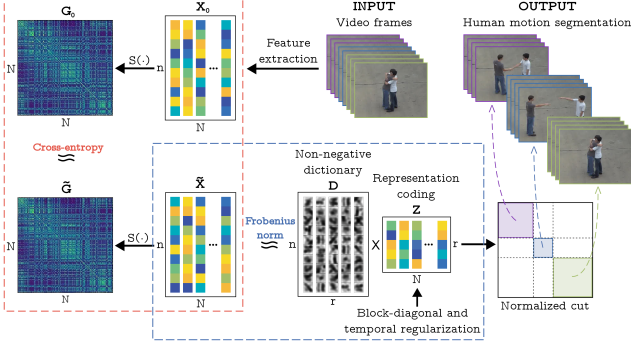 G₀
X₀
INPUT
Video frames
OUTPUT
Human motion segmentation
N
S(·)
n
Feature
extraction
N
N
Cross-entropy
≈
G̃
X̃
Non-negative
dictionary
D
Representation
coding
Z
N
S(·)
n
Frobenius
norm
≈
n
X
r
N
N
r
N
Block-diagonal and
temporal regularization
Normalized cut